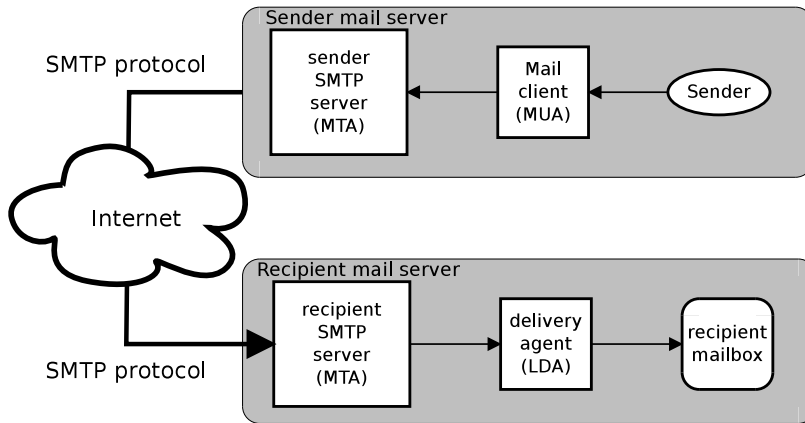 Sender mail server
SMTP protocol
sender
SMTP
server
(MTA)
Mail
client
(MUA)
Sender
Internet
Recipient mail server
recipient
SMTP
server
(MTA)
delivery
agent
(LDA)
recipient
mailbox
SMTP protocol